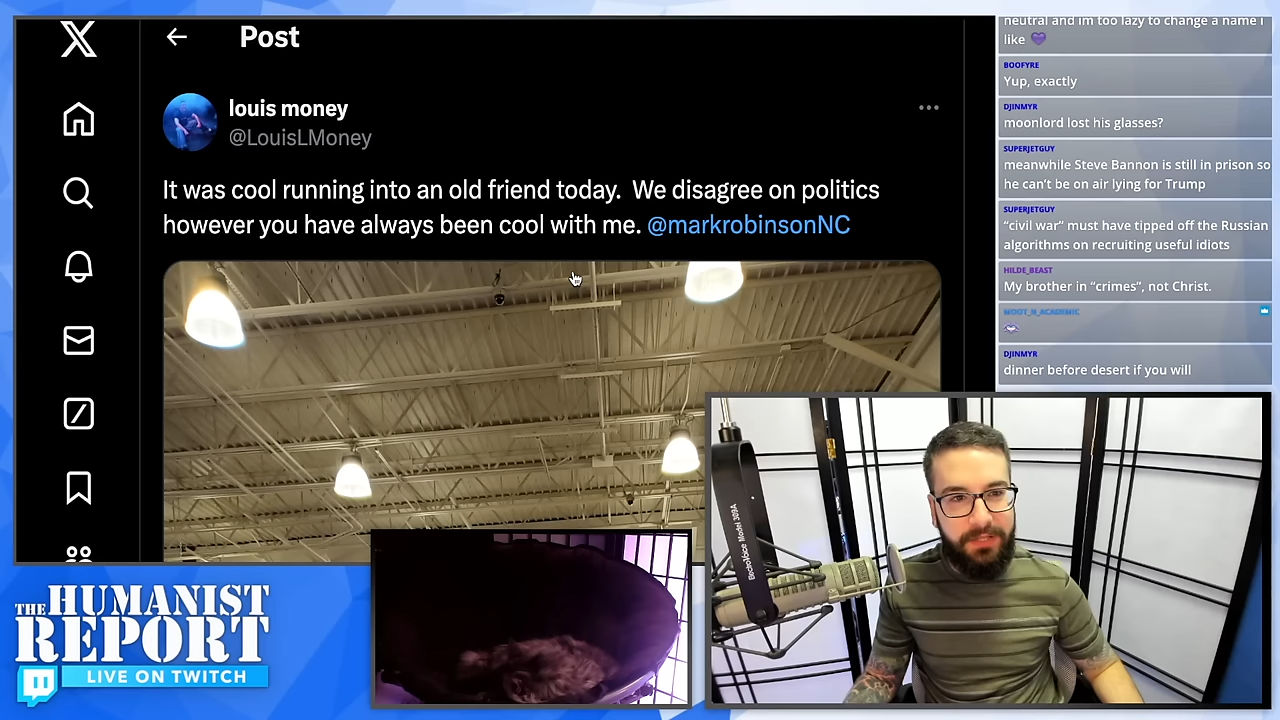 Post
louis money
@LouisLMoney
It was cool running into an old friend today. We disagree on politics
however you have always been cool with me. @markrobinsonNC
neutral and im too lazy to change a name i
like 💜
BOOFYRE
Yup, exactly
DJINMYR
moonlord lost his glasses?
SUPERJETGUY
meanwhile Steve Bannon is still in prison so
he can’t be on air lying for Trump
SUPERJETGUY
“civil war” must have tipped off the Russian
algorithms on recruiting useful idiots
HILDE_BEAST
My brother in “crimes”, not Christ.
MOOT_N_ACADEMIC
DJINMYR
dinner before desert if you will
ElectroVoice Model 309A
THE HUMANIST
REPORT
LIVE ON TWITCH